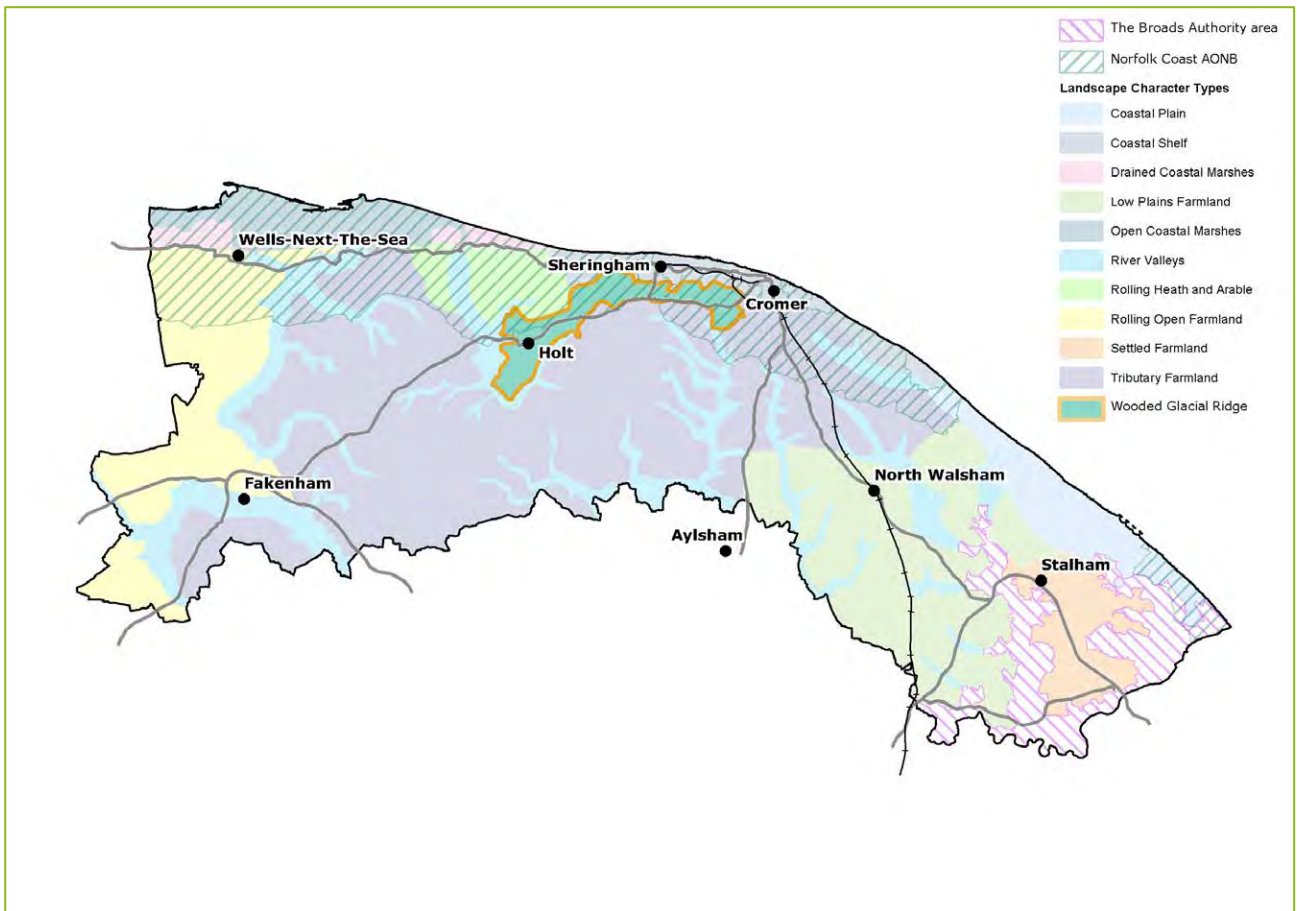 The Broads Authority area
Norfolk Coast AONB
Landscape Character Types
Coastal Plain
Coastal Shelf
Drained Coastal Marshes
Low Plains Farmland
Open Coastal Marshes
River Valleys
Rolling Heath and Arable
Rolling Open Farmland
Settled Farmland
Tributary Farmland
Wooded Glacial Ridge
Wells-Next-The-Sea
Sheringham
Cromer
Holt
Fakenham
North Walsham
Aylsham
Stalham